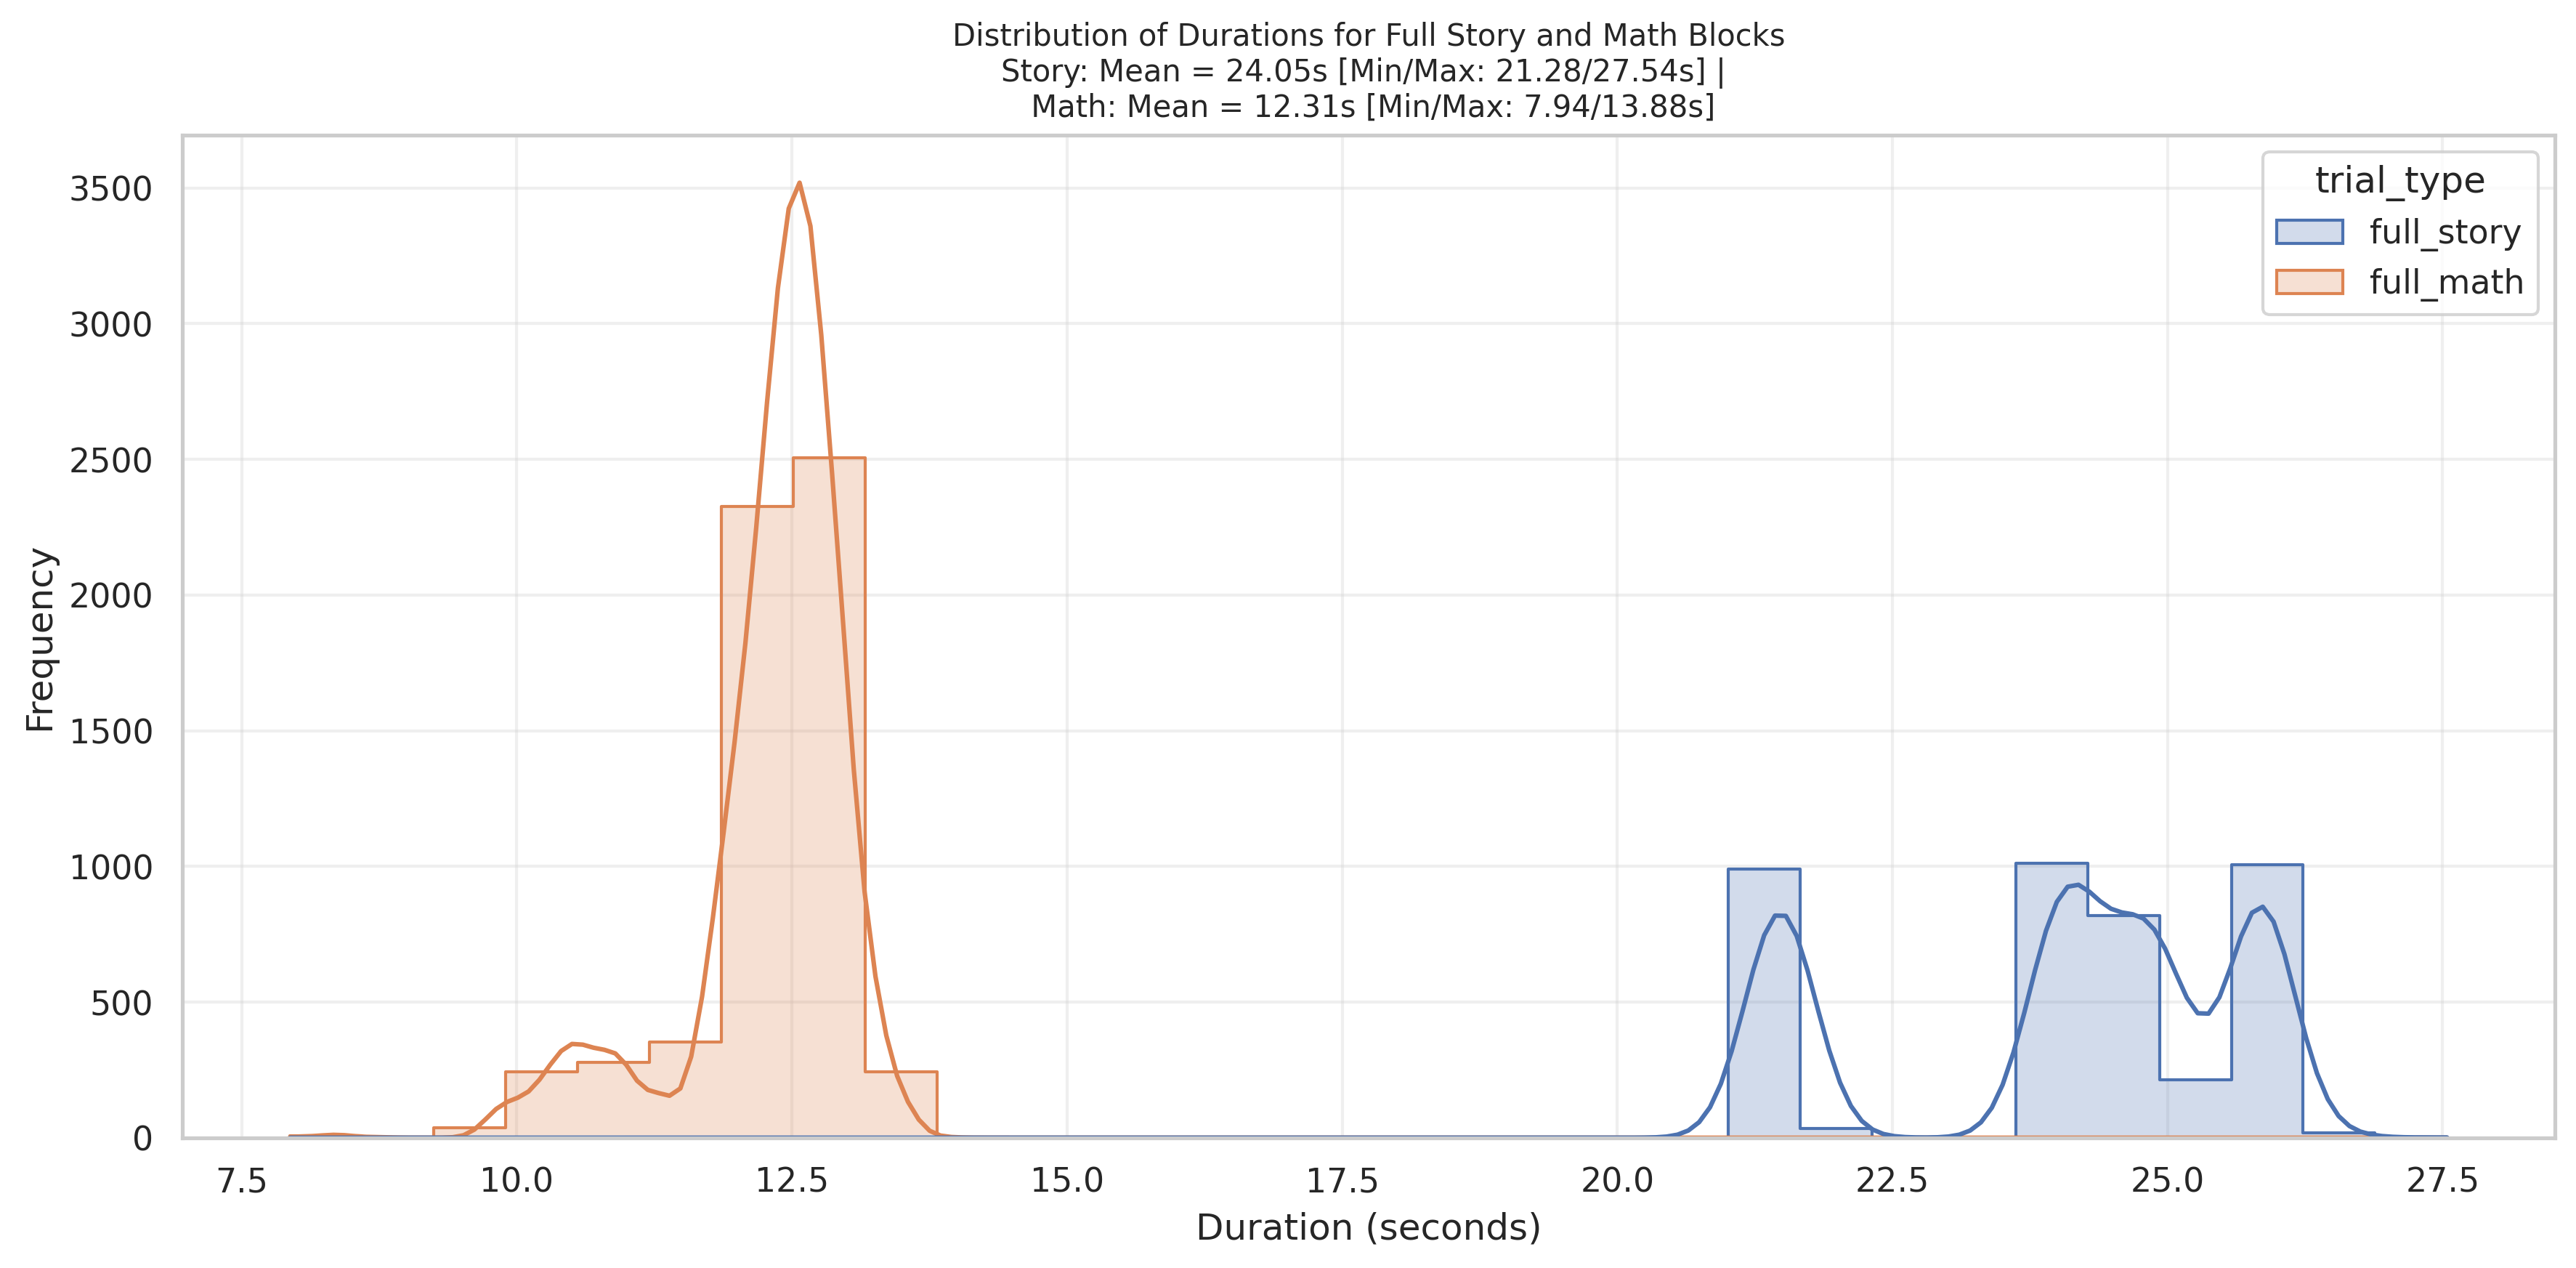 Distribution of Durations for Full Story and Math Blocks
Story: Mean = 24.05s [Min/Max: 21.28/27.54s] |
Math: Mean = 12.31s [Min/Max: 7.94/13.88s]
trial_type
full_story
full_math
Frequency
3500
3000
2500
2000
1500
1000
500
0
7.5 10.0 12.5 15.0 17.5 20.0 22.5 25.0 27.5
Duration (seconds)